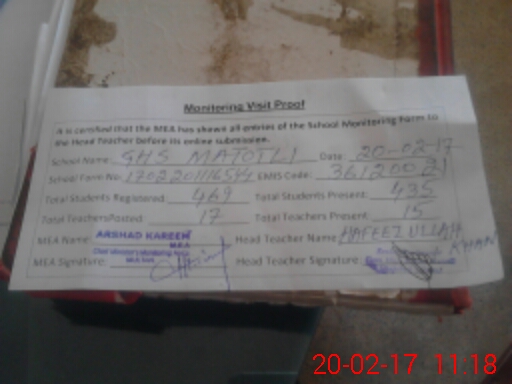 Monitoring Visit Proof
It is certified that the MEA has shown all entries of the School Monitoring Form to
the Head Teacher before its online submission.
School Name: GHS MATOTLI Date: 20-02-17
School Form No: EMIS Code:
Total Students Registered: 469 Total Students Present: 435
Total Teachers Posted: 17 Total Teachers Present: 15
MEA Name: ARSHAD KAREEM Head Teacher Name: HAFEEZ ULLAH KHAN
MEA
MEA Signature: Head Teacher Signature:
20-02-17 11:18